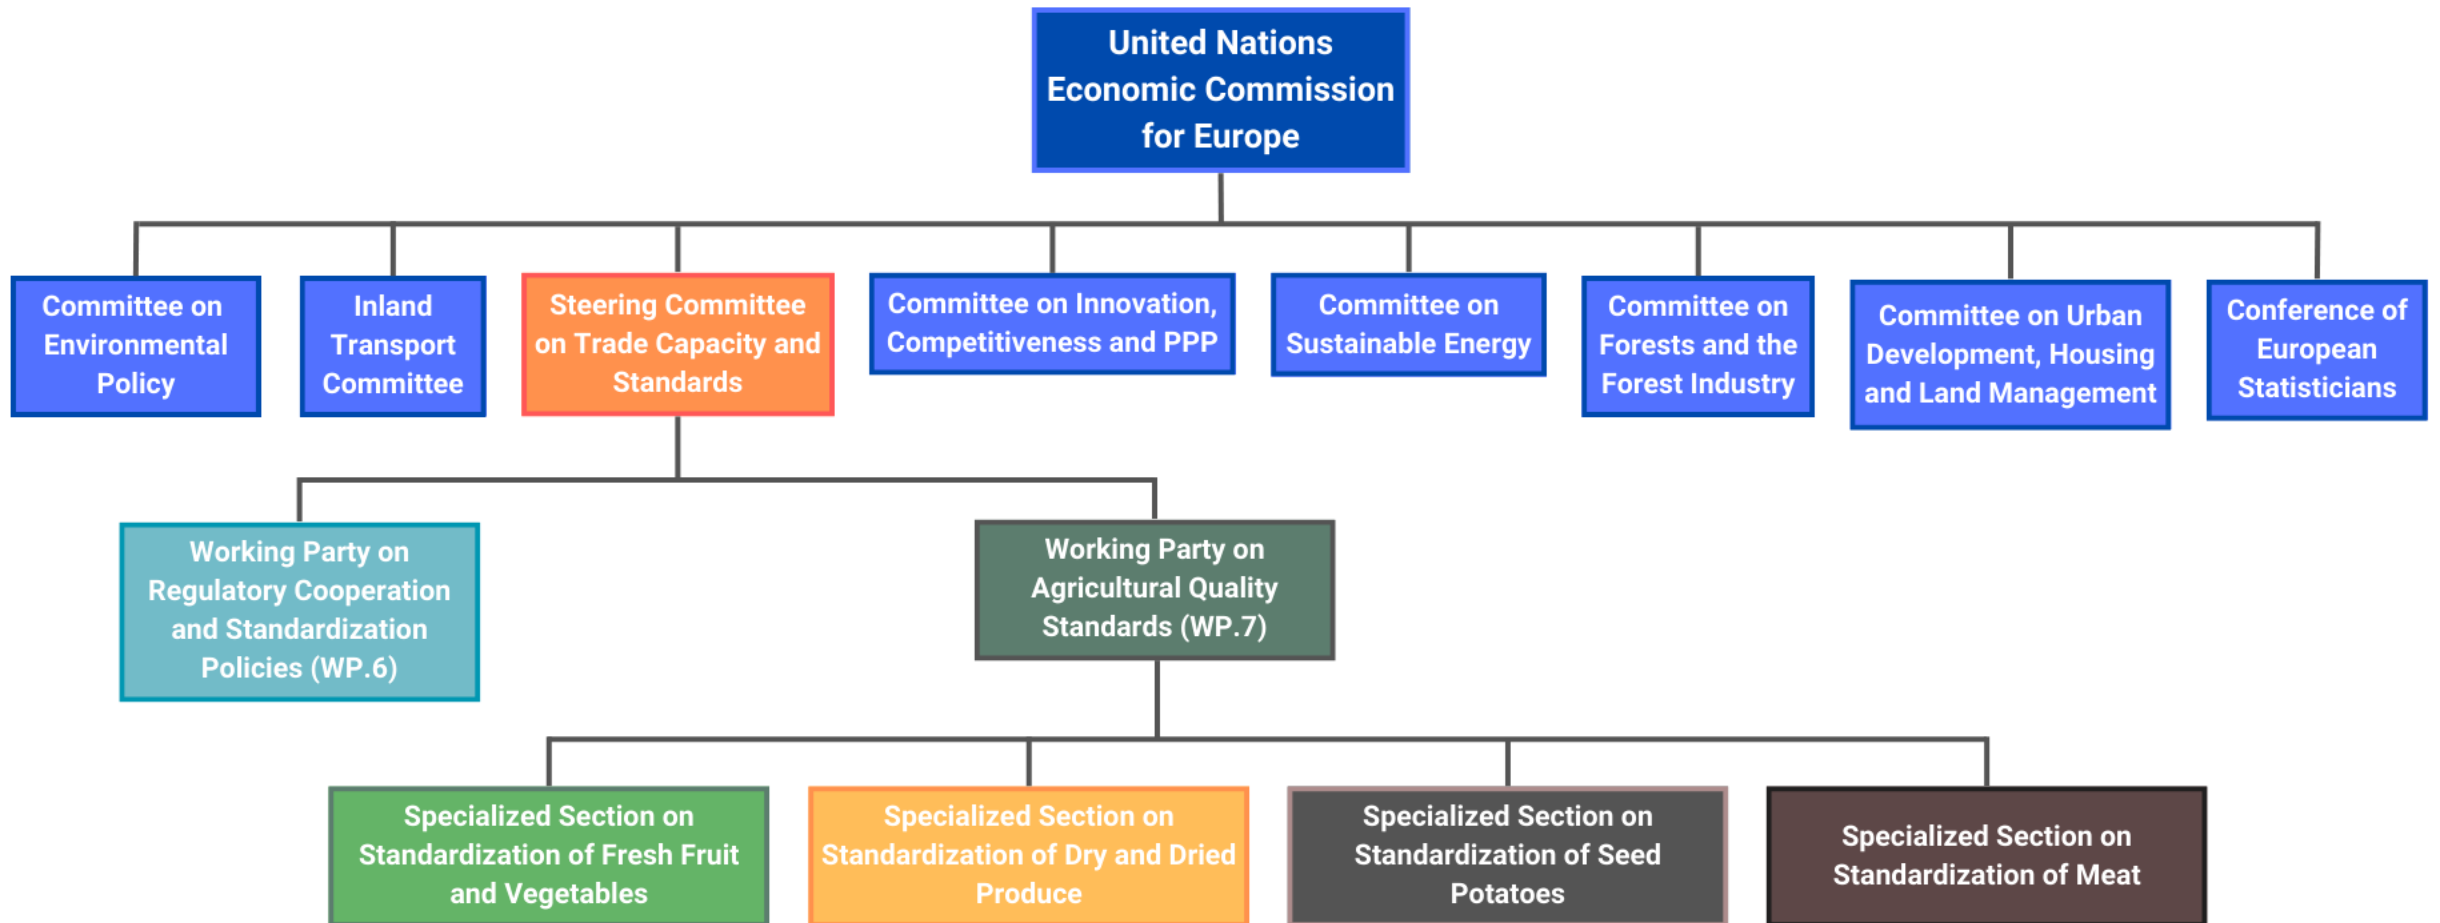 United Nations
Economic Commission
for Europe
Committee on
Environmental
Policy
Inland
Transport
Committee
Steering Committee
on Trade Capacity and
Standards
Committee on Innovation,
Competitiveness and PPP
Committee on
Sustainable Energy
Committee on
Forests and the
Forest Industry
Committee on Urban
Development, Housing
and Land Management
Conference of
European
Statisticians
Working Party on
Regulatory Cooperation
and Standardization
Policies (WP.6)
Working Party on
Agricultural Quality
Standards (WP.7)
Specialized Section on
Standardization of Fresh Fruit
and Vegetables
Specialized Section on
Standardization of Dry and Dried
Produce
Specialized Section on
Standardization of Seed
Potatoes
Specialized Section on
Standardization of Meat